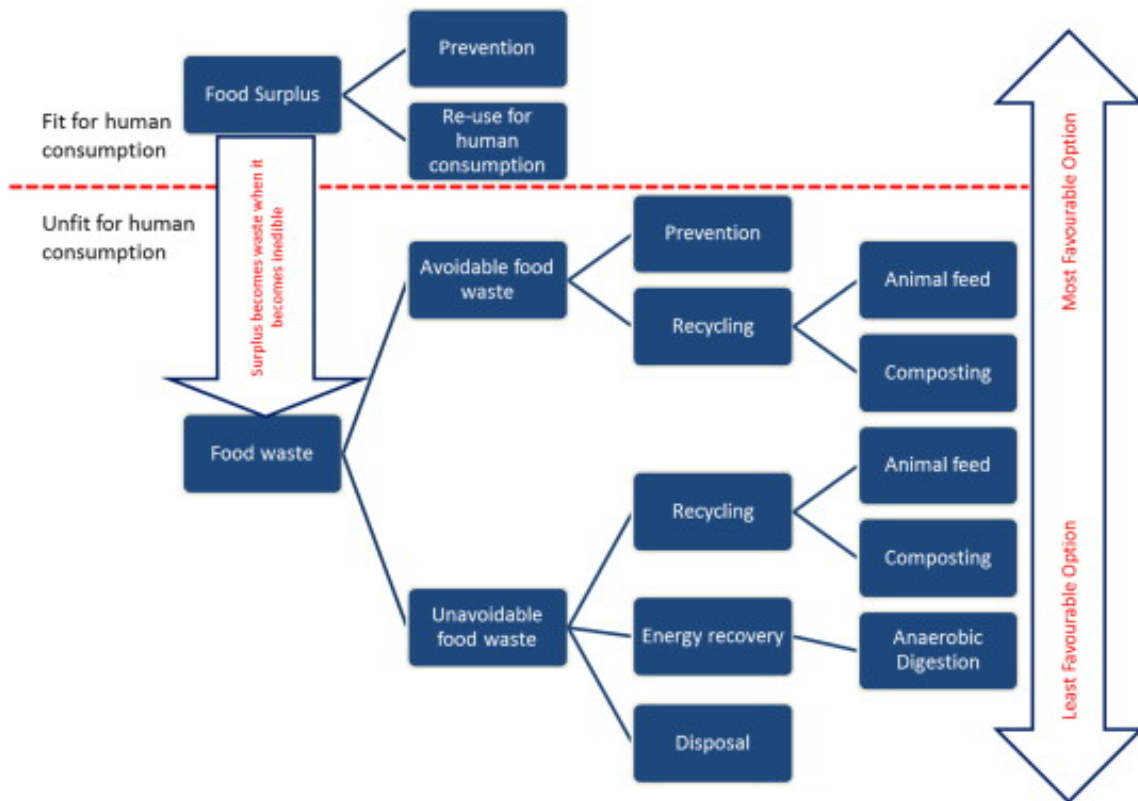 Prevention
Food Surplus
Re-use for
human
consumption
Fit for human
consumption
Surplus becomes waste when it
becomes inedible
Unfit for human
consumption
Prevention
Avoidable food
waste
Animal feed
Recycling
Composting
Food waste
Animal feed
Recycling
Composting
Unavoidable
food waste
Energy recovery
Anaerobic
Digestion
Disposal
Most Favourable Option
Least Favourable Option